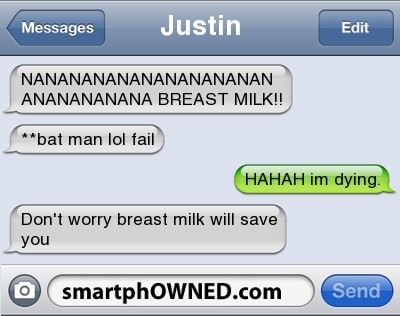 Messages
Justin
Edit
NANANANANANANANANANAN
ANANANANANA BREAST MILK!!
**bat man lol fail
HAHAH im dying.
Don't worry breast milk will save
you
smartphOWNED.com
Send